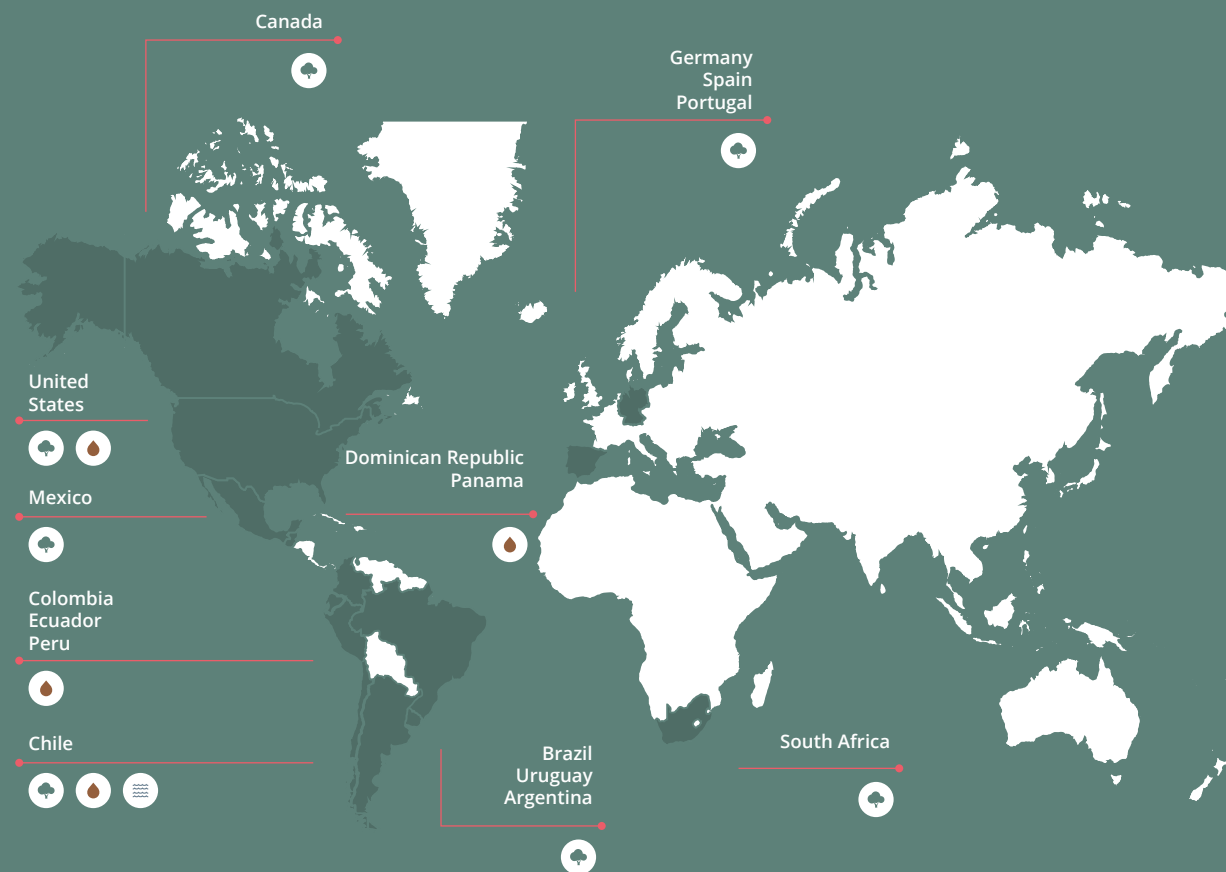 Canada
Germany
Spain
Portugal
United
States
Dominican Republic
Panama
Mexico
Colombia
Ecuador
Peru
Chile
Brazil
Uruguay
Argentina
South Africa